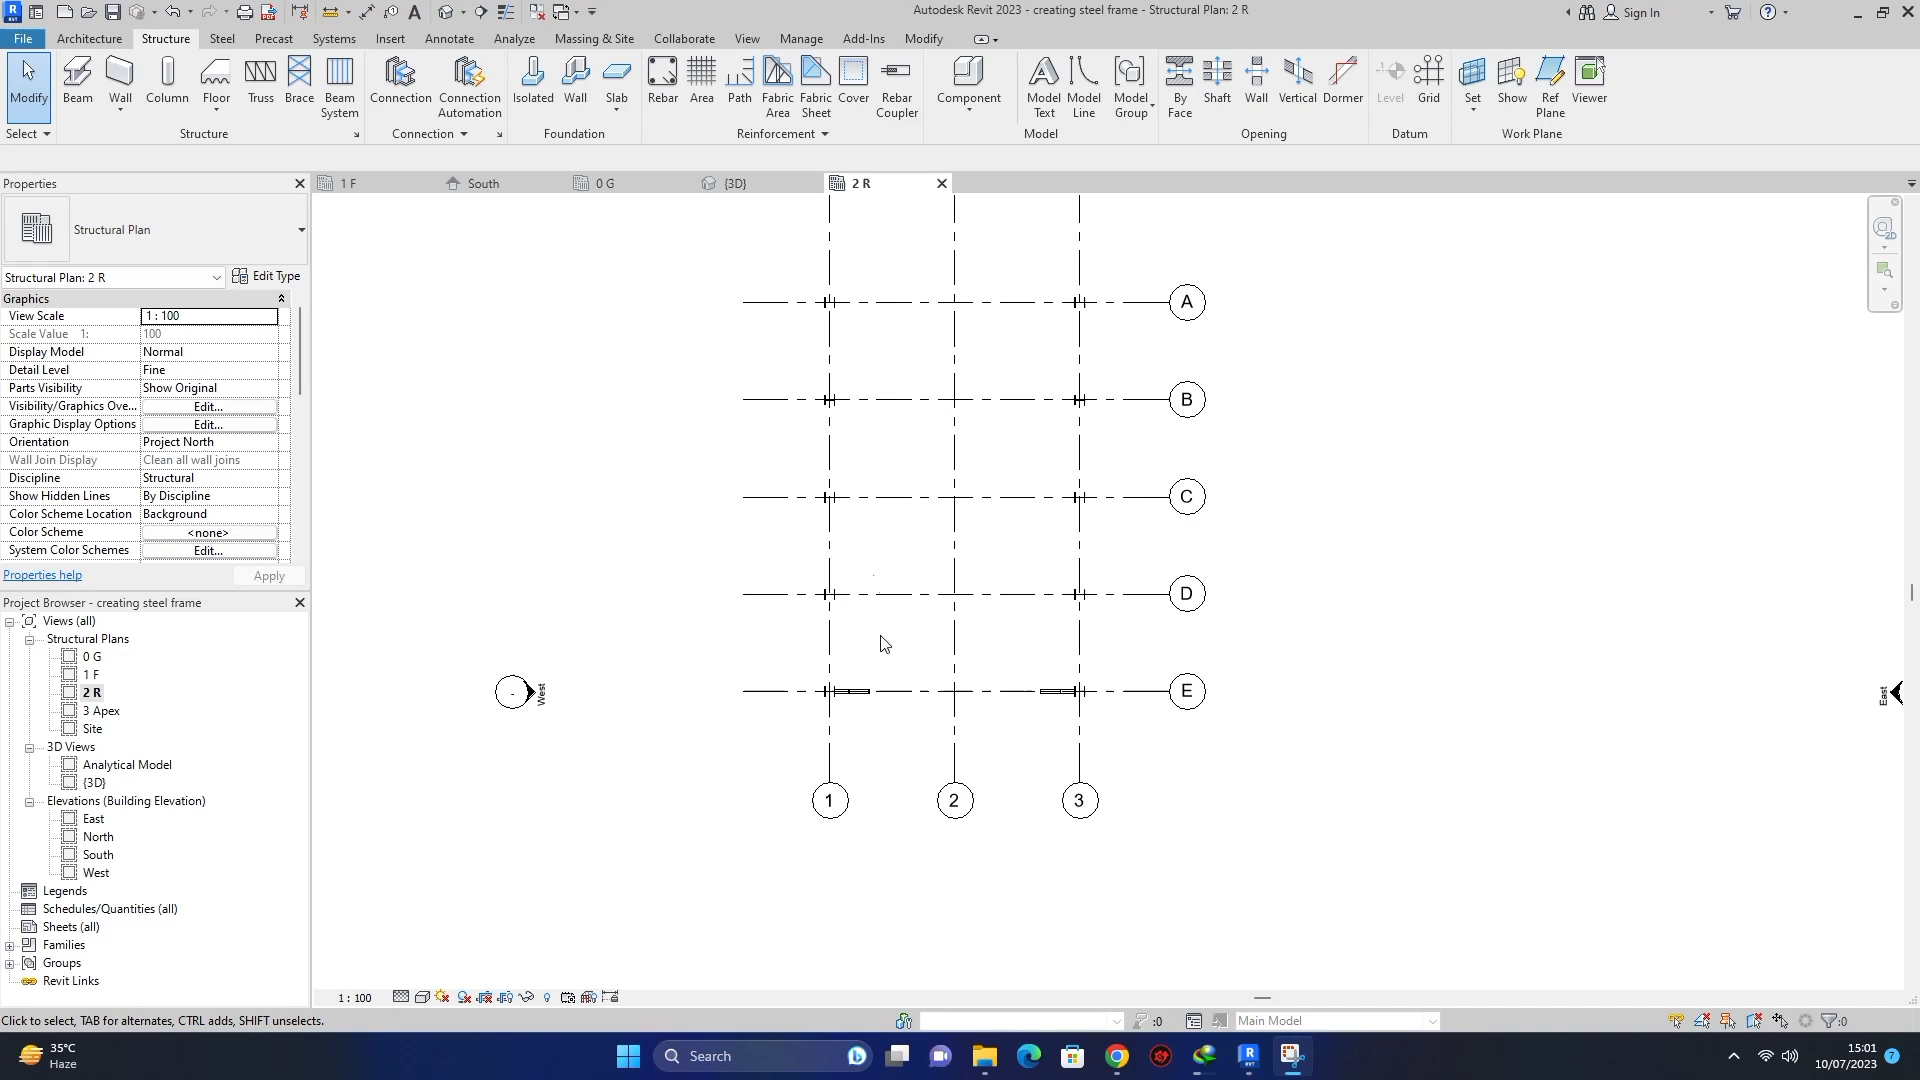 Autodesk Revit 2023 - creating steel frame - Structural Plan: 2 R
Sign In
File
Architecture
Structure
Steel
Precast
Systems
Insert
Annotate
Analyze
Massing & Site
Collaborate
View
Manage
Add-Ins
Modify
Modify
Beam
Wall
Column
Floor
Truss
Brace
Beam System
Connection
Connection Automation
Isolated
Wall
Slab
Rebar
Area
Path
Fabric Area
Fabric Sheet
Cover
Rebar Coupler
Component
Model Text
Model Line
Model Group
By Face
Shaft
Wall
Vertical
Dormer
Level
Grid
Set
Show
Ref Plane
Viewer
Select
Structure
Connection
Foundation
Reinforcement
Model
Opening
Datum
Work Plane
Properties
1 F
South
0 G
{3D}
2 R
Structural Plan
Structural Plan: 2 R
Edit Type
Graphics
View Scale 1 : 100
Scale Value 1: 100
Display Model Normal
Detail Level Fine
Parts Visibility Show Original
Visibility/Graphics Ove... Edit...
Graphic Display Options Edit...
Orientation Project North
Wall Join Display Clean all wall joins
Discipline Structural
Show Hidden Lines By Discipline
Color Scheme Location Background
Color Scheme <none>
System Color Schemes Edit...
Properties help
Apply
Project Browser - creating steel frame
Views (all)
Structural Plans
0 G
1 F
2 R
3 Apex
Site
3D Views
Analytical Model
{3D}
Elevations (Building Elevation)
East
North
South
West
Legends
Schedules/Quantities (all)
Sheets (all)
Families
Groups
Revit Links
A
B
C
D
E
1
2
3
West
East
2D
1 : 100
Click to select, TAB for alternates, CTRL adds, SHIFT unselects.
:0
Main Model
:0
35°C
Haze
Search
15:01
10/07/2023
7